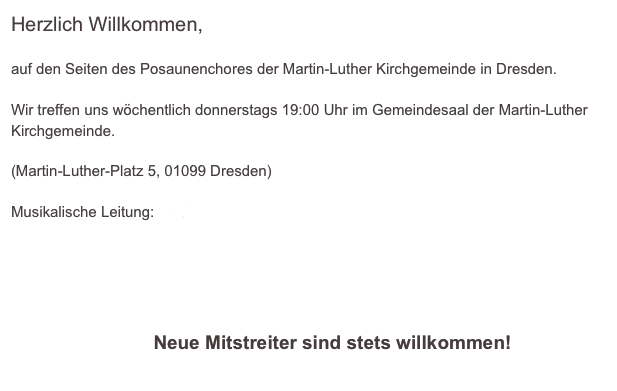 Herzlich Willkommen,
auf den Seiten des Posaunenchores der Martin-Luther Kirchgemeinde in Dresden.
Wir treffen uns wöchentlich donnerstags 19:00 Uhr im Gemeindesaal der Martin-Luther
Kirchgemeinde.
(Martin-Luther-Platz 5, 01099 Dresden)
Musikalische Leitung:
Neue Mitstreiter sind stets willkommen!